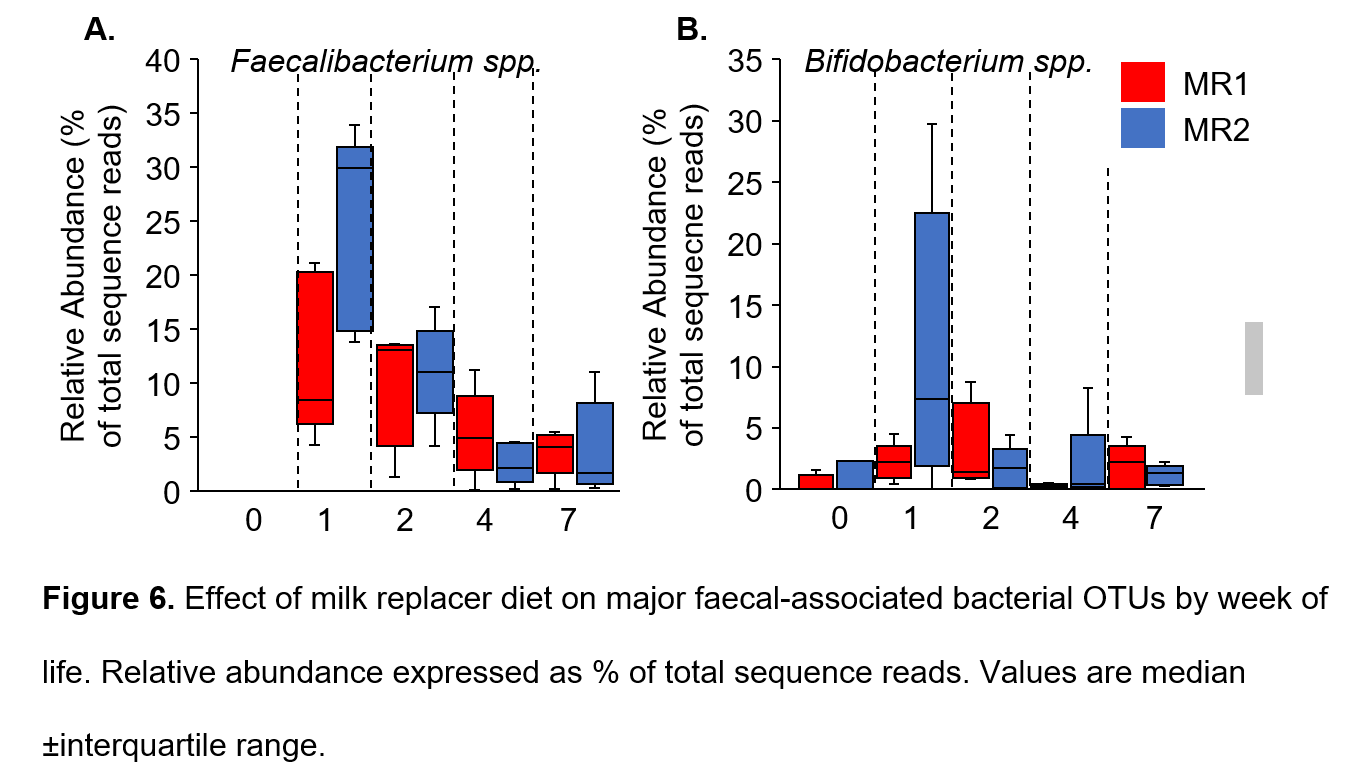 A.
Faecalibacterium spp.
Relative Abundance (%
of total sequence reads)
40
35
30
25
20
15
10
5
0
0 1 2 4 7
B.
Bifidobacterium spp.
Relative Abundance (%
of total sequecne reads)
35
30
25
20
15
10
5
0
0 1 2 4 7
MR1
MR2
Figure 6. Effect of milk replacer diet on major faecal-associated bacterial OTUs by week of
life. Relative abundance expressed as % of total sequence reads. Values are median
±interquartile range.